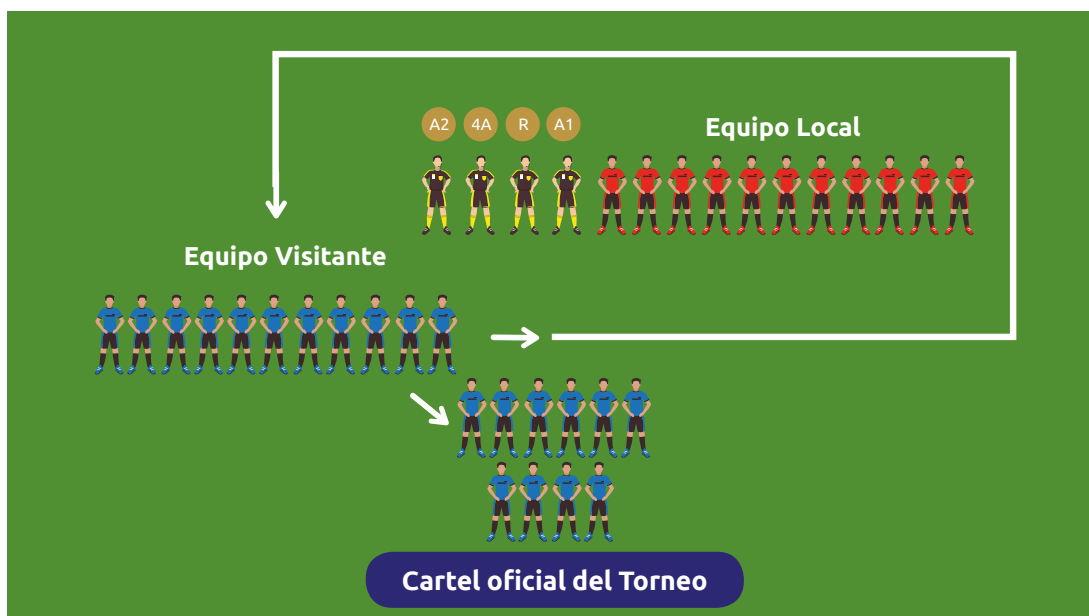 A2 4A R A1
Equipo Local
Equipo Visitante
Cartel oficial del Torneo